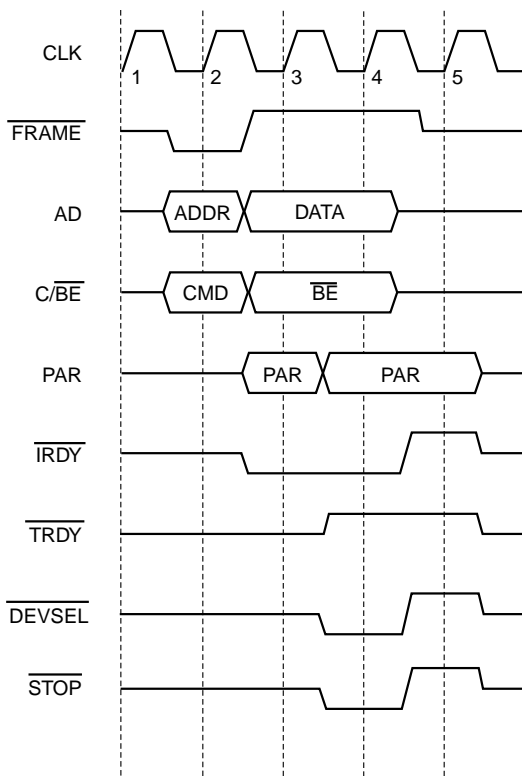 CLK
1 2 3 4 5
FRAME
AD ADDR DATA
C/BE CMD BE
PAR PAR PAR
IRDY
TRDY
DEVSEL
STOP